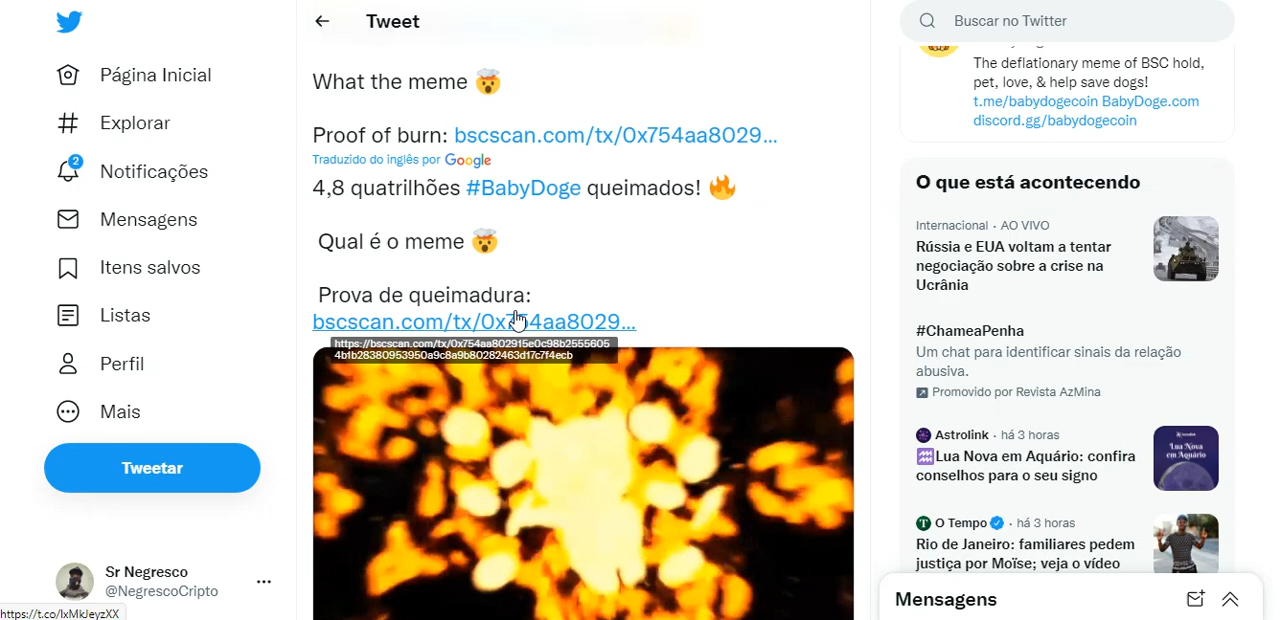 Tweet
Buscar no Twitter
Página Inicial
Explorar
2
Notificações
Mensagens
Itens salvos
Listas
Perfil
Mais
Tweetar
Sr Negresco
@NegrescoCripto
https://t.co/lxMkJeyzXX
What the meme 🤯
Proof of burn: bscscan.com/tx/0x754aa8029...
Traduzido do inglês por Google
4,8 quatrilhões #BabyDoge queimados! 🔥
Qual é o meme 🤯
Prova de queimadura:
bscscan.com/tx/0x754aa8029...
https://bscscan.com/tx/0x754aa802915e0c98b2555605
4b1b28380953950a9c8a9b80282463d17c7f4ecb
The deflationary meme of BSC hold,
pet, love, & help save dogs!
t.me/babydogecoin BabyDoge.com
discord.gg/babydogecoin
O que está acontecendo
Internacional · AO VIVO
Rússia e EUA voltam a tentar
negociação sobre a crise na
Ucrânia
#ChameaPenha
Um chat para identificar sinais da relação
abusiva.
Promovido por Revista AzMina
Astrolink · há 3 horas
♒Lua Nova em Aquário: confira
conselhos para o seu signo
Lua Nova
em Aquário
O Tempo · há 3 horas
Rio de Janeiro: familiares pedem
justiça por Moïse; veja o vídeo
Mensagens